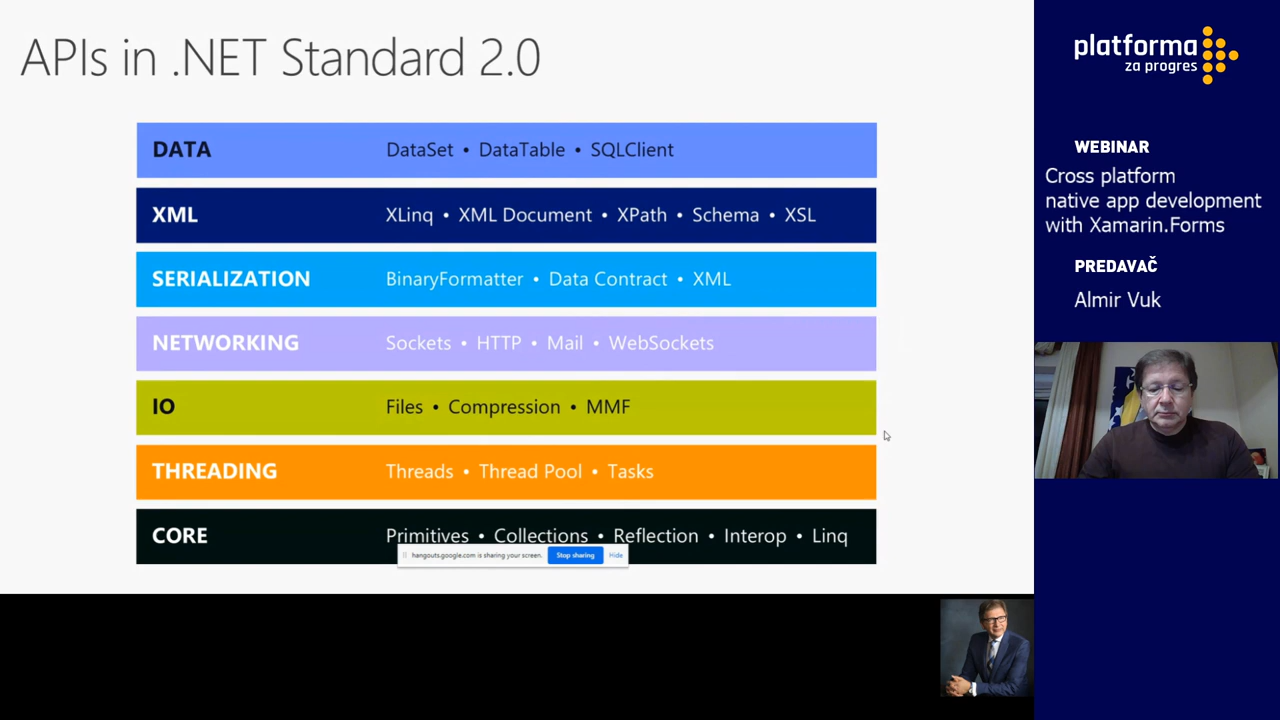 APIs in .NET Standard 2.0
DATA DataSet • DataTable • SQLClient
XML XLinq • XML Document • XPath • Schema • XSL
SERIALIZATION BinaryFormatter • Data Contract • XML
NETWORKING Sockets • HTTP • Mail • WebSockets
IO Files • Compression • MMF
THREADING Threads • Thread Pool • Tasks
CORE Primitives • Collections • Reflection • Interop • Linq
hangouts.google.com is sharing your screen. Stop sharing Hide
platforma
za progres
WEBINAR
Cross platform
native app development
with Xamarin.Forms
PREDAVAČ
Almir Vuk